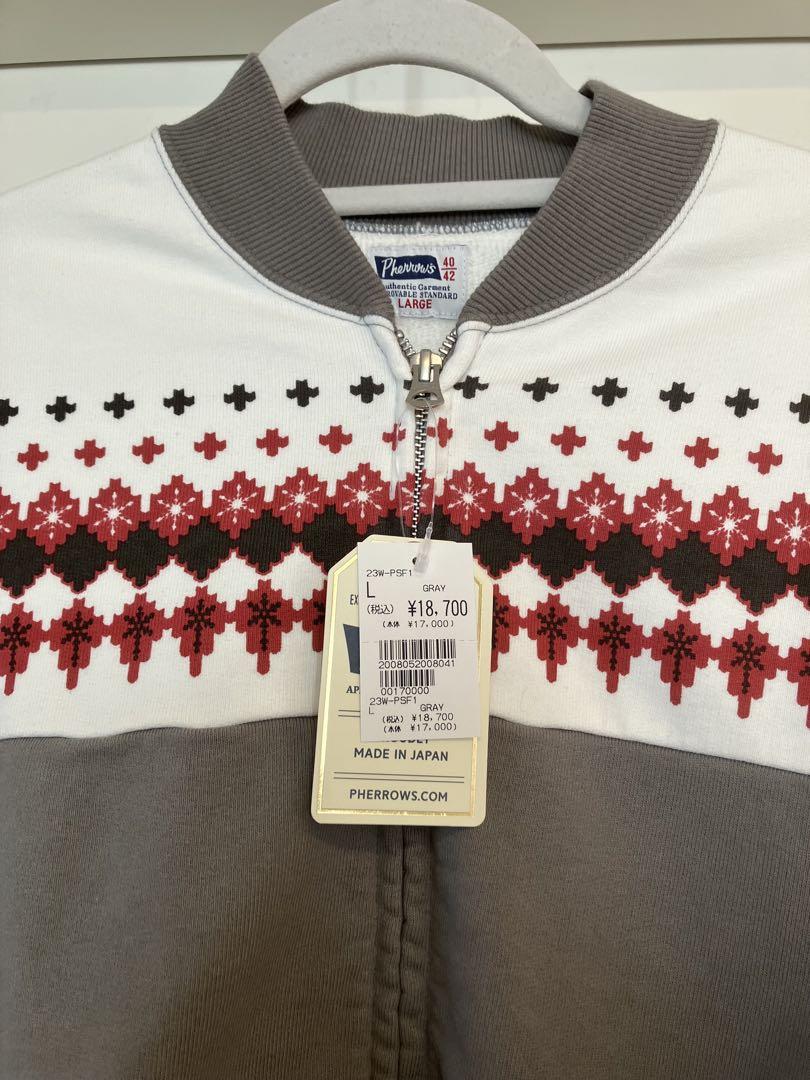 Pherrow's 40
42
Authentic Garment
PROVABLE STANDARD
LARGE
23W-PSF1
L GRAY
(税込) ¥18,700
(本体 ¥17,000)
2008052008041
00170000
23W-PSF1
L GRAY
(税込) ¥18,700
(本体 ¥17,000)
MADE IN JAPAN
PHERROWS.COM